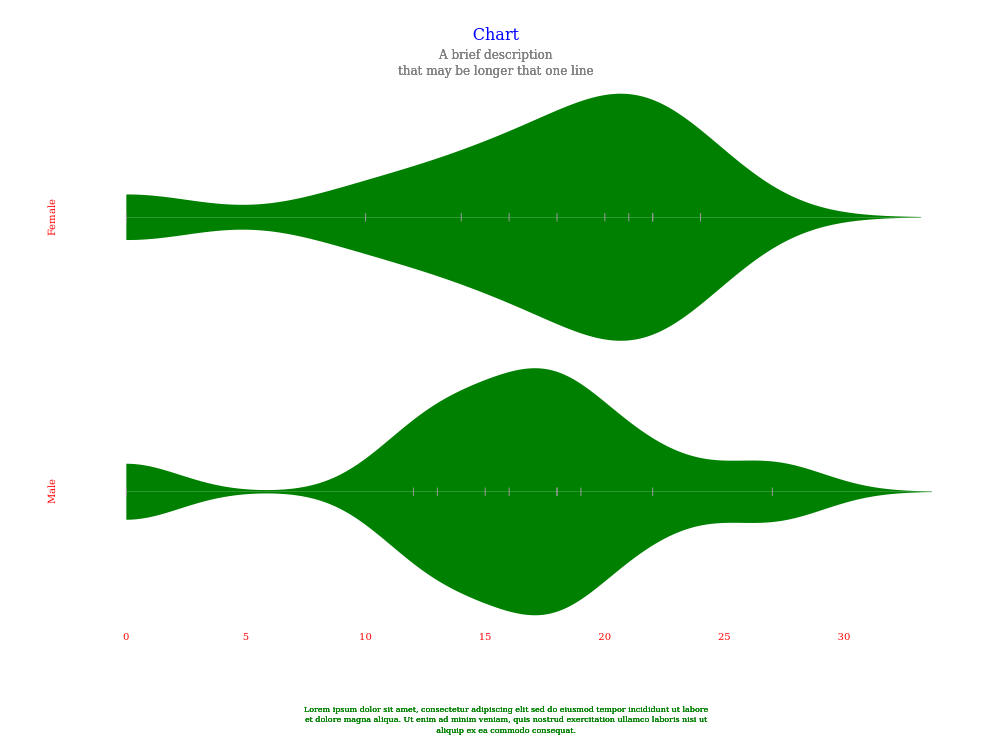 Chart
A brief description
that may be longer that one line
Female
Male
0 5 10 15 20 25 30
Lorem ipsum dolor sit amet, consectetur adipiscing elit sed do eiusmod tempor incididunt ut labore
et dolore magna aliqua. Ut enim ad minim veniam, quis nostrud exercitation ullamco laboris nisi ut
aliquip ex ea commodo consequat.